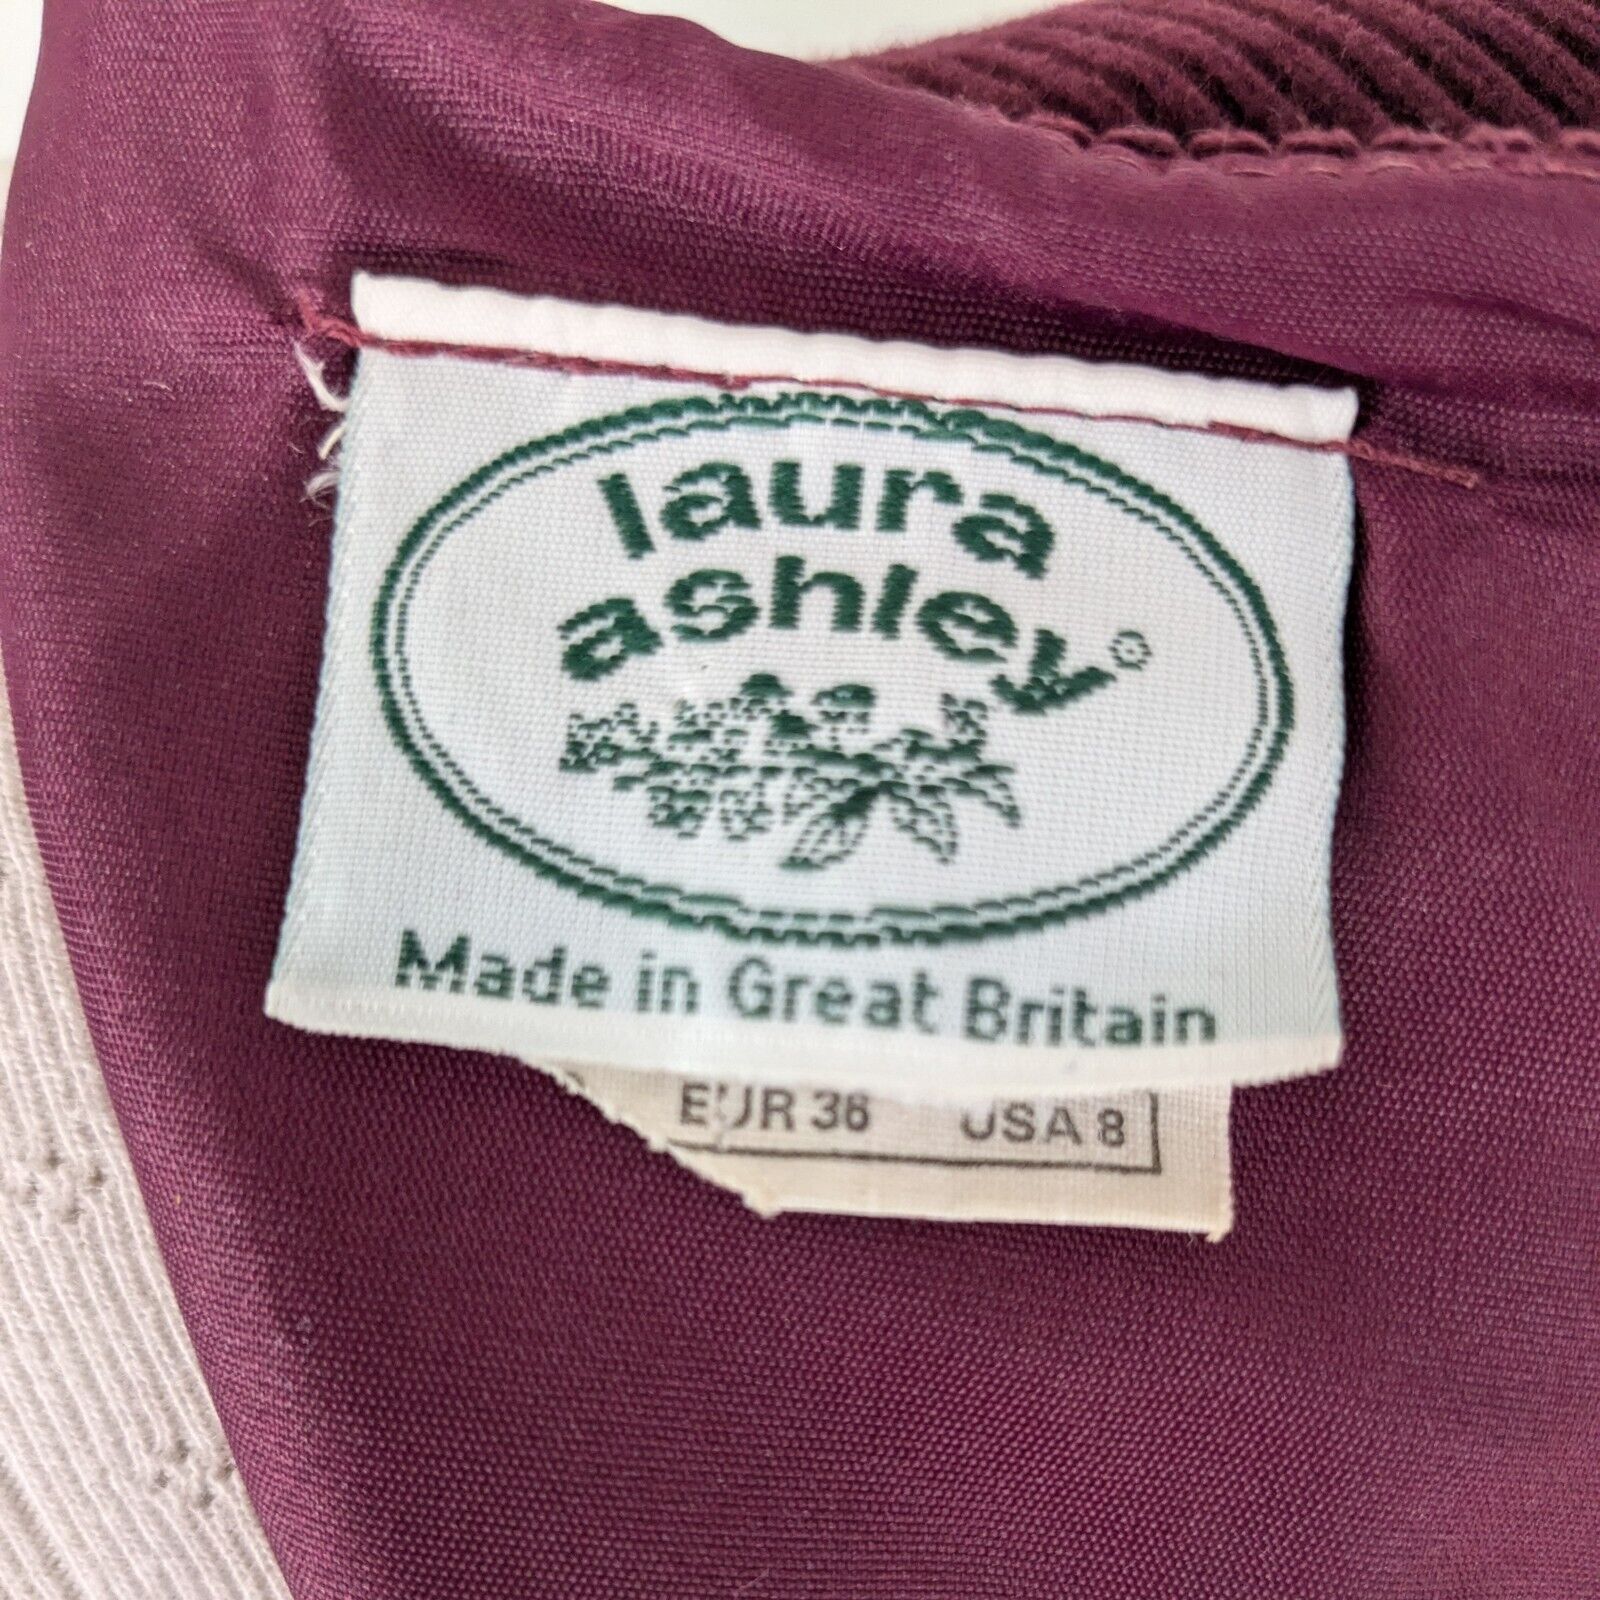 laura
ashley®
Made in Great Britain
EUR 36 USA 8